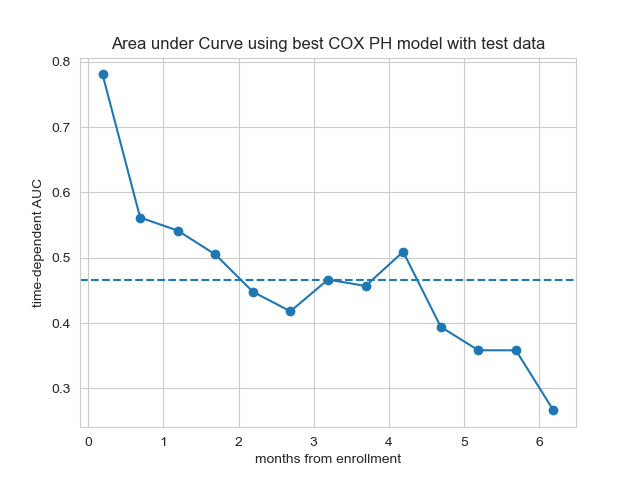 Area under Curve using best COX PH model with test data
0.8
0.7
0.6
0.5
0.4
0.3
time-dependent AUC
0 1 2 3 4 5 6
months from enrollment